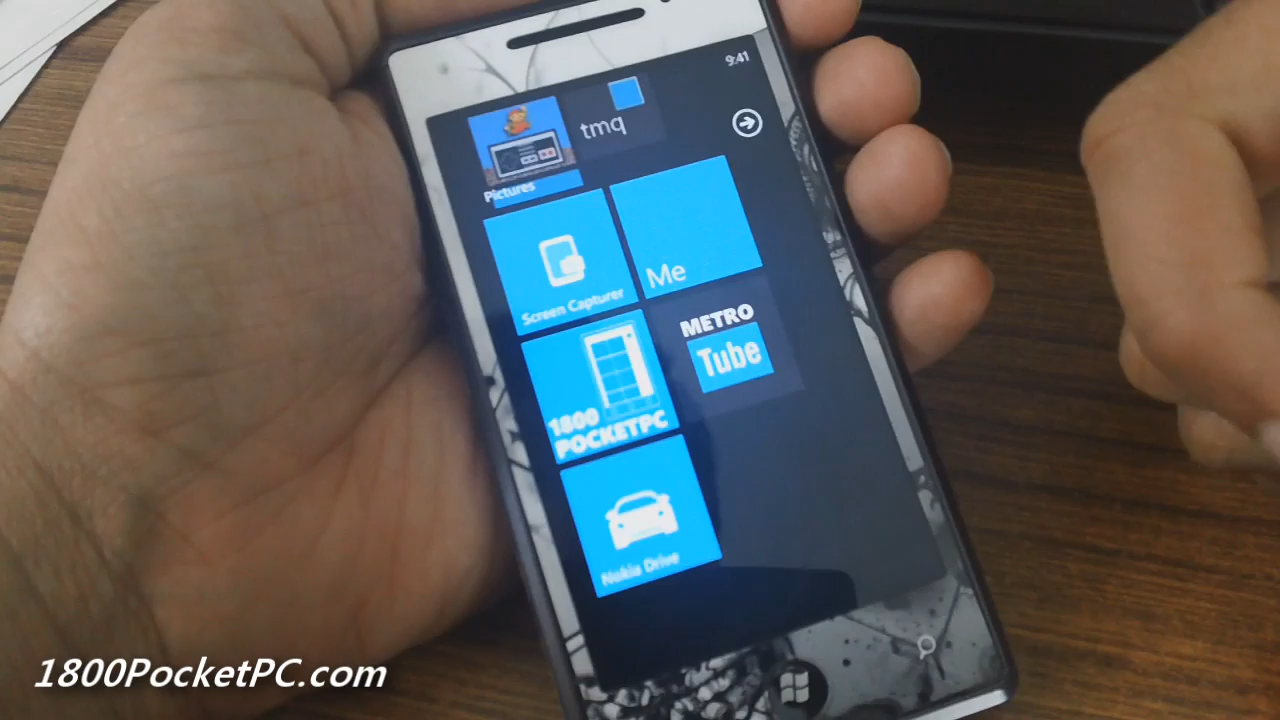 9:41
tmq
Pictures
Screen Capturer
Me
METRO
Tube
1800
POCKETPC
Nokia Drive
1800PocketPC.com